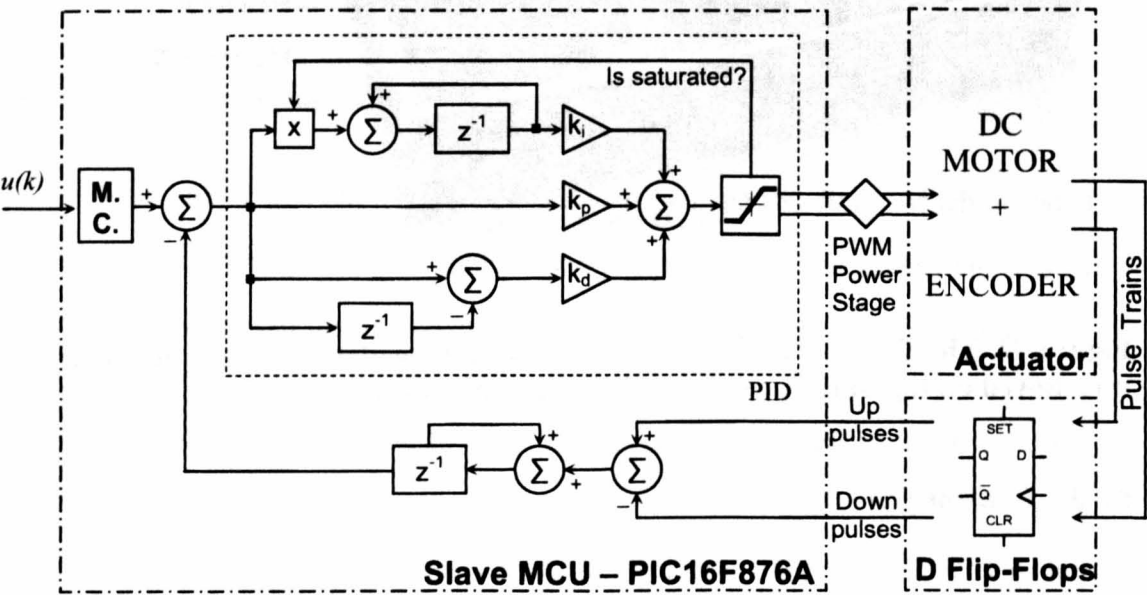 Is saturated?
+
+
x
Σ
z⁻¹
kᵢ
u(k)
M.
C.
+
Σ
−
kₚ
+
+
Σ
+
+
Σ
−
k_d
z⁻¹
PID
PWM
Power
Stage
DC
MOTOR
+
ENCODER
Actuator
Pulse Trains
Up
pulses
Down
pulses
+
Σ
−
+
+
Σ
z⁻¹
SET
Q D
Q̅
CLR
D Flip-Flops
Slave MCU – PIC16F876A